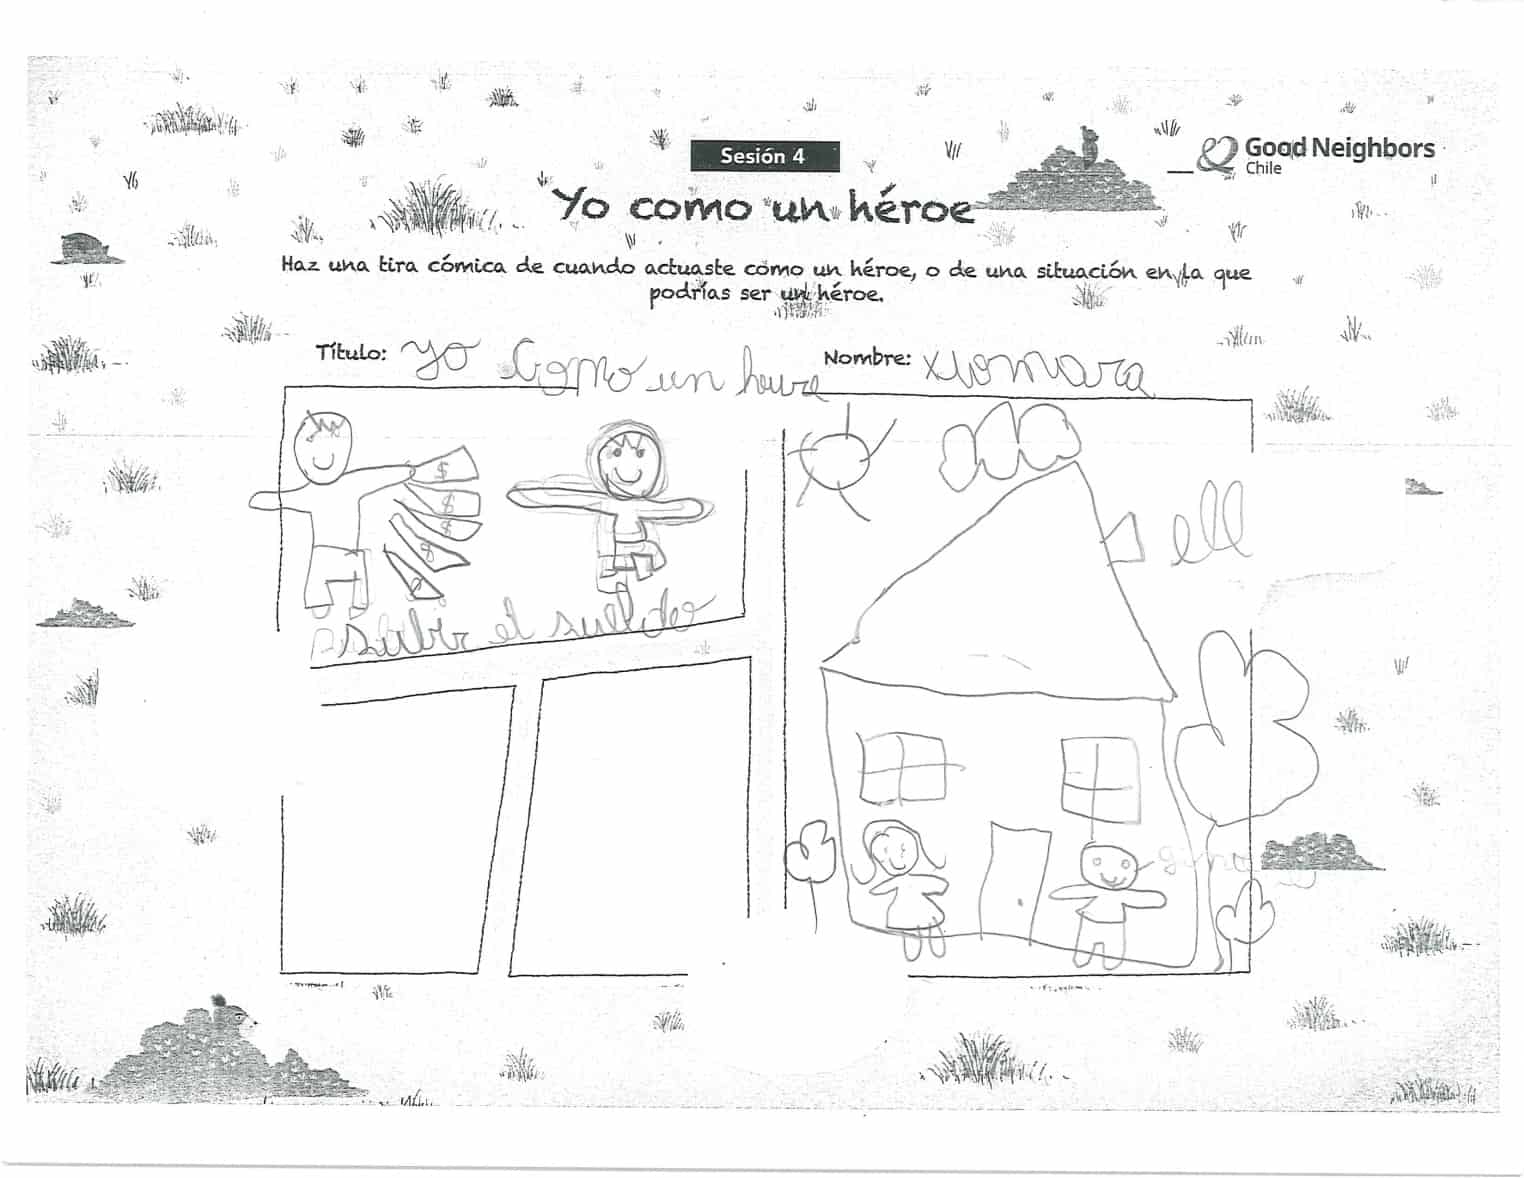 Sesión 4
Good Neighbors
Chile
Yo como un héroe
Haz una tira cómica de cuando actuaste como un héroe, o de una situación en la que
podrías ser un héroe.
Título: yo como un
Nombre: xiomara
$
$
$
subir el sueldo